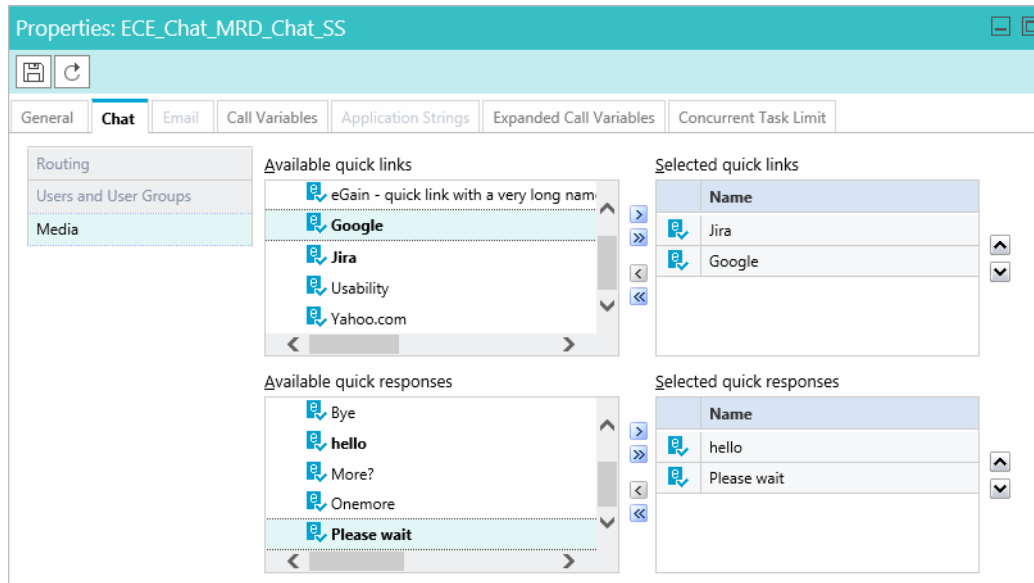 Properties: ECE_Chat_MRD_Chat_SS
General Chat Email Call Variables Application Strings Expanded Call Variables Concurrent Task Limit
Routing
Users and User Groups
Media
Available quick links
eGain - quick link with a very long nam
Google
Jira
Usability
Yahoo.com
Selected quick links
Name
Jira
Google
Available quick responses
Bye
hello
More?
Onemore
Please wait
Selected quick responses
Name
hello
Please wait